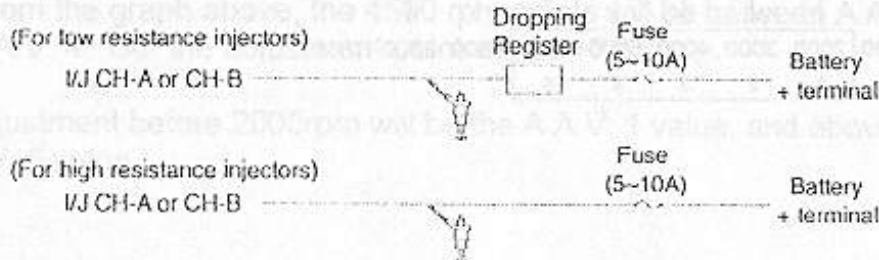 Dropping
Register
Fuse
(5~10A)
(For low resistance injectors)
I/J CH-A or CH-B
Battery
+ terminal
(For high resistance injectors)
Fuse
(5~10A)
I/J CH-A or CH-B
Battery
+ terminal